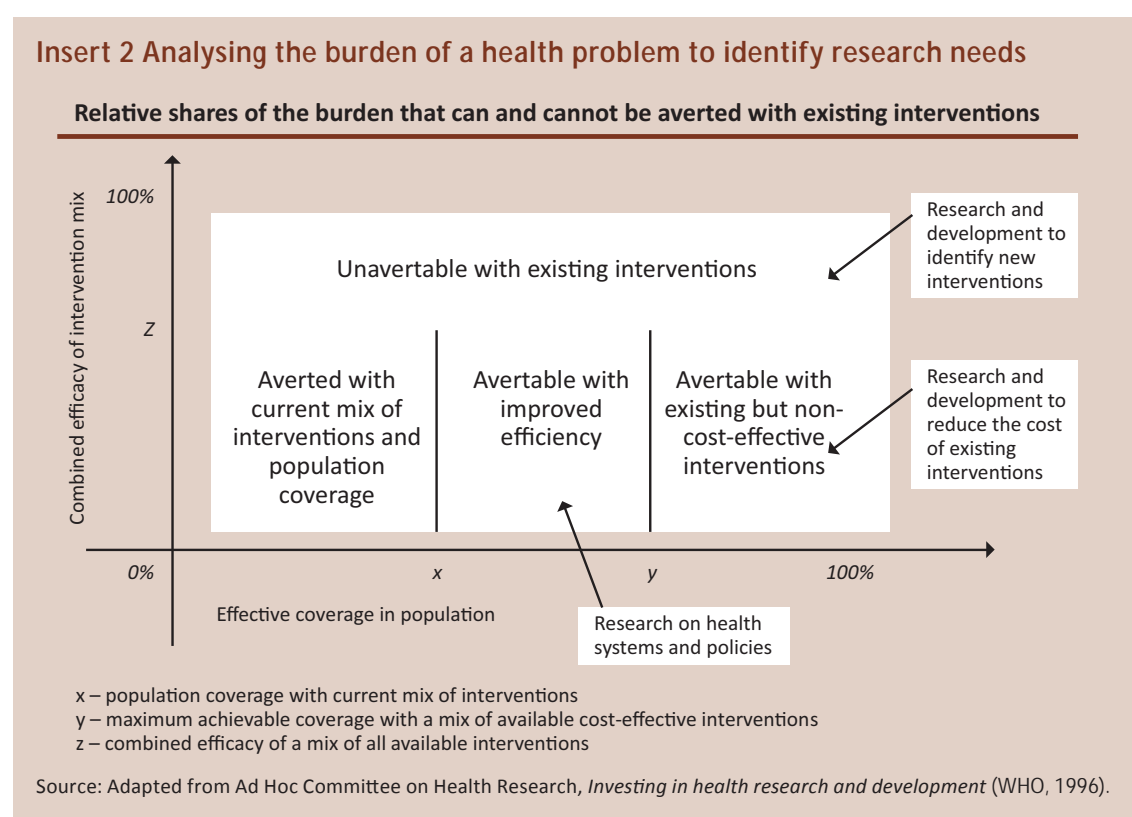 Insert 2 Analysing the burden of a health problem to identify research needs
Relative shares of the burden that can and cannot be averted with existing interventions
Combined efficacy of intervention mix
100%
Z
Unavertable with existing interventions
Research and
development to
identify new
interventions
Averted with
current mix of
interventions and
population
coverage
Avertable with
improved
efficiency
Avertable with
existing but non-
cost-effective
interventions
Research and
development to
reduce the cost
of existing
interventions
0%
x
y
100%
Effective coverage in population
Research on health
systems and policies
x – population coverage with current mix of interventions
y – maximum achievable coverage with a mix of available cost-effective interventions
z – combined efficacy of a mix of all available interventions
Source: Adapted from Ad Hoc Committee on Health Research, Investing in health research and development (WHO, 1996).